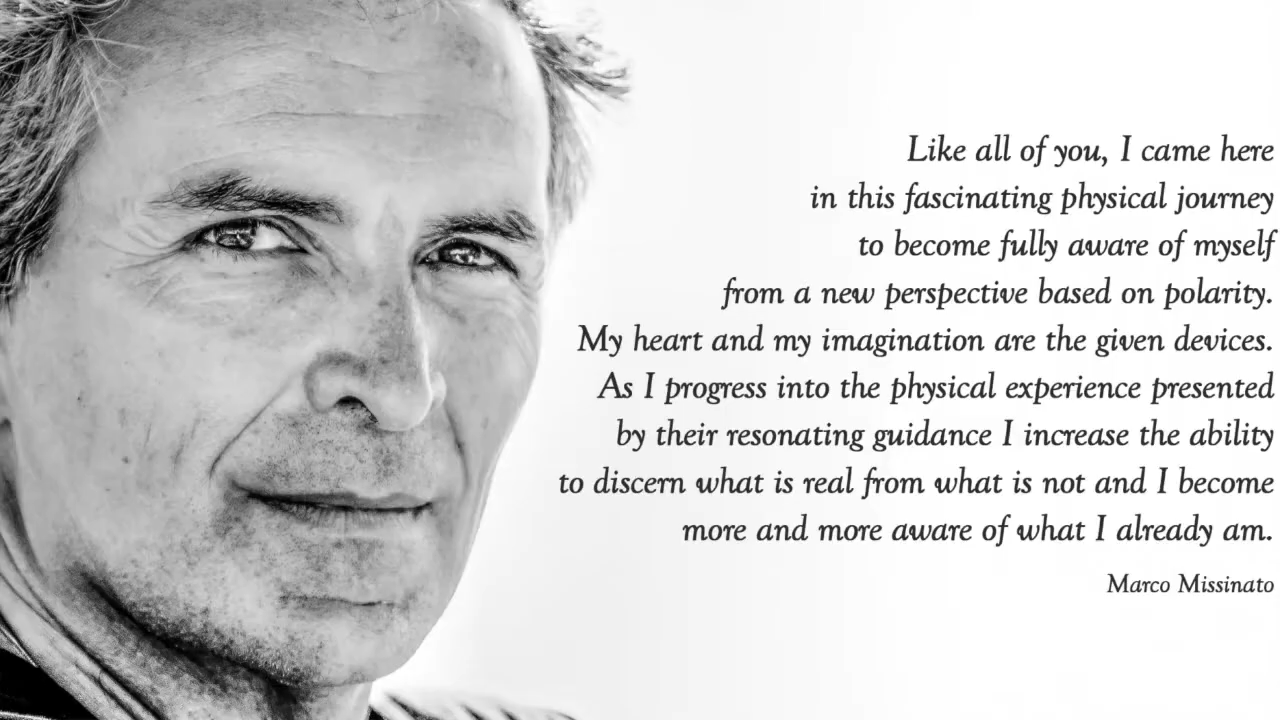 Like all of you, I came here
in this fascinating physical journey
to become fully aware of myself
from a new perspective based on polarity.
My heart and my imagination are the given devices.
As I progress into the physical experience presented
by their resonating guidance I increase the ability
to discern what is real from what is not and I become
more and more aware of what I already am.
Marco Missinato